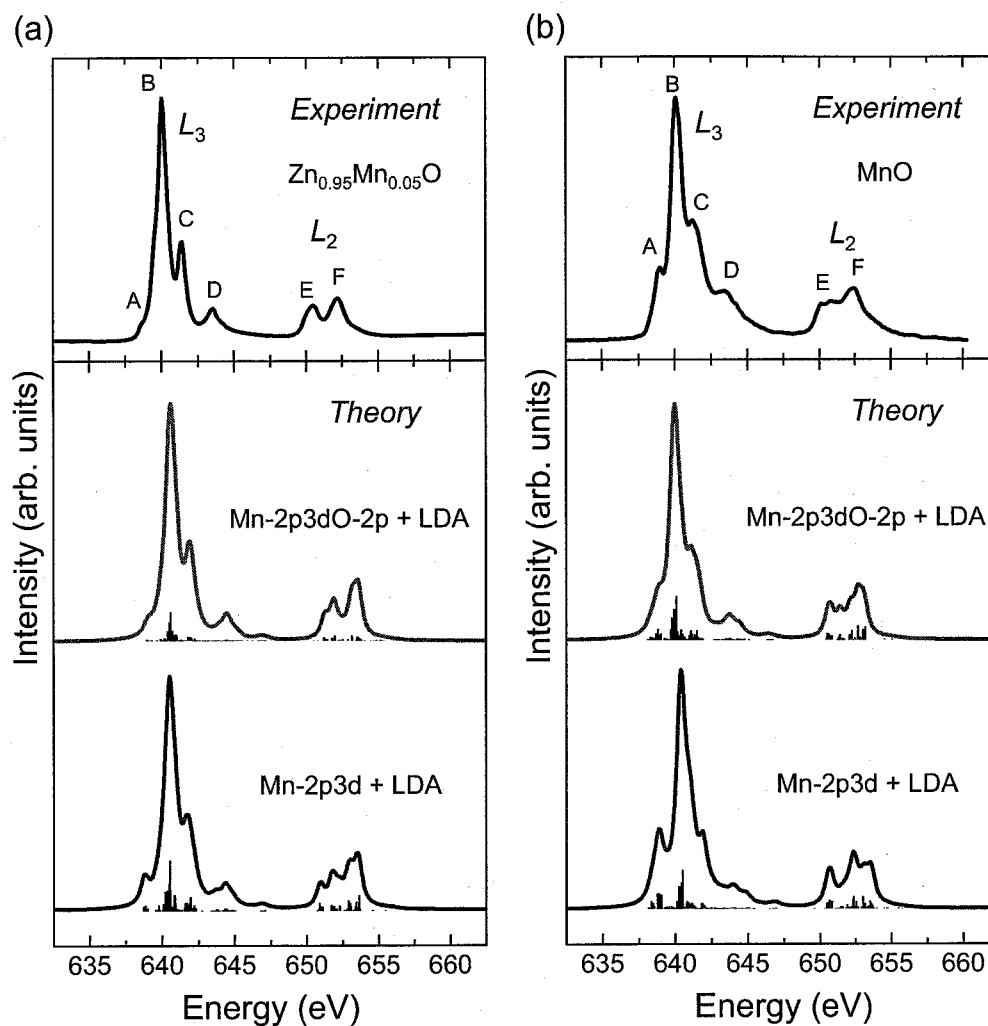 (a)
B
L3
Experiment
Zn0.95Mn0.05O
C
L2
A
D
E
F
Theory
Mn-2p3dO-2p + LDA
Mn-2p3d + LDA
Intensity (arb. units)
635 640 645 650 655 660
Energy (eV)
(b)
B
L3
Experiment
MnO
C
L2
A
D
E
F
Theory
Mn-2p3dO-2p + LDA
Mn-2p3d + LDA
Intensity (arb. units)
635 640 645 650 655 660
Energy (eV)